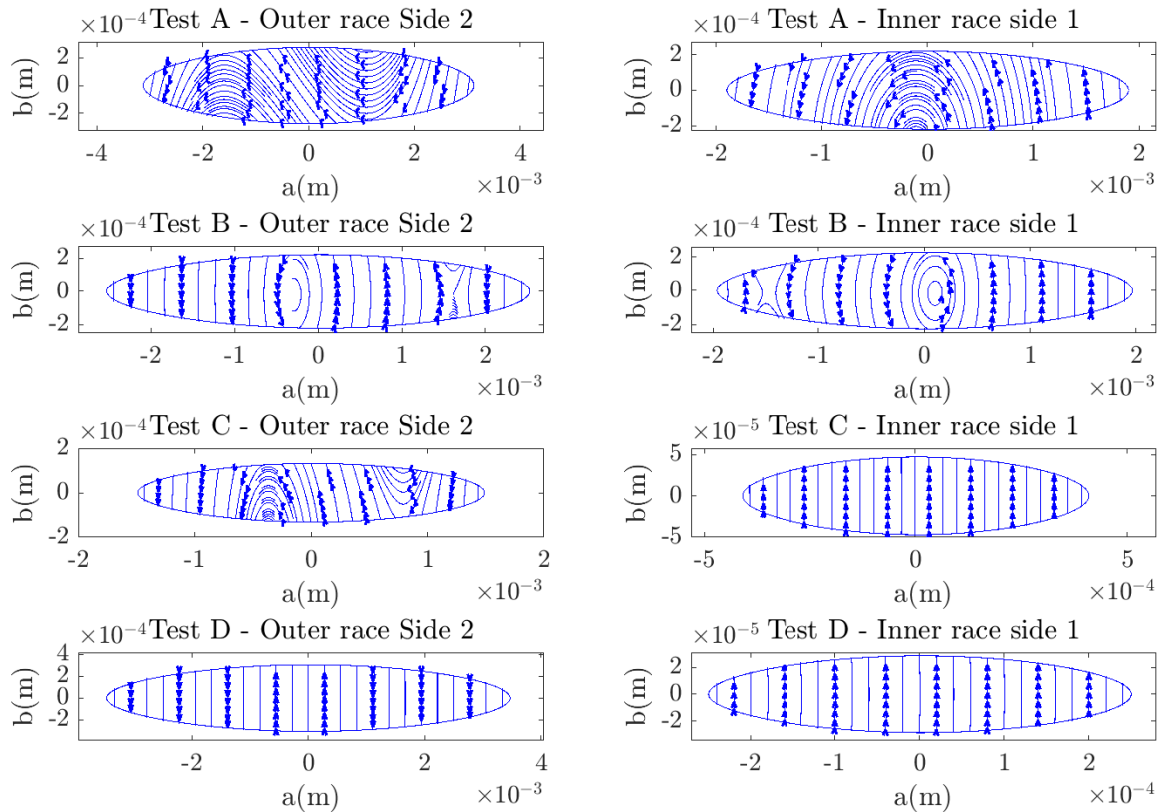 ×10⁻⁴ Test A - Outer race Side 2
2
0
-2
b(m)
-4 -2 0 2 4
a(m) ×10⁻³
×10⁻⁴ Test A - Inner race side 1
2
0
-2
b(m)
-2 -1 0 1 2
a(m) ×10⁻³
×10⁻⁴ Test B - Outer race Side 2
2
0
-2
b(m)
-2 -1 0 1 2
a(m) ×10⁻³
×10⁻⁴ Test B - Inner race side 1
2
0
-2
b(m)
-2 -1 0 1 2
a(m) ×10⁻³
×10⁻⁴ Test C - Outer race Side 2
2
0
-2
b(m)
-2 -1 0 1 2
a(m) ×10⁻³
×10⁻⁵ Test C - Inner race side 1
5
0
-5
b(m)
-5 0 5
a(m) ×10⁻⁴
×10⁻⁴ Test D - Outer race Side 2
4
2
0
-2
b(m)
-2 0 2 4
a(m) ×10⁻³
×10⁻⁵ Test D - Inner race side 1
2
0
-2
b(m)
-2 -1 0 1 2
a(m) ×10⁻⁴